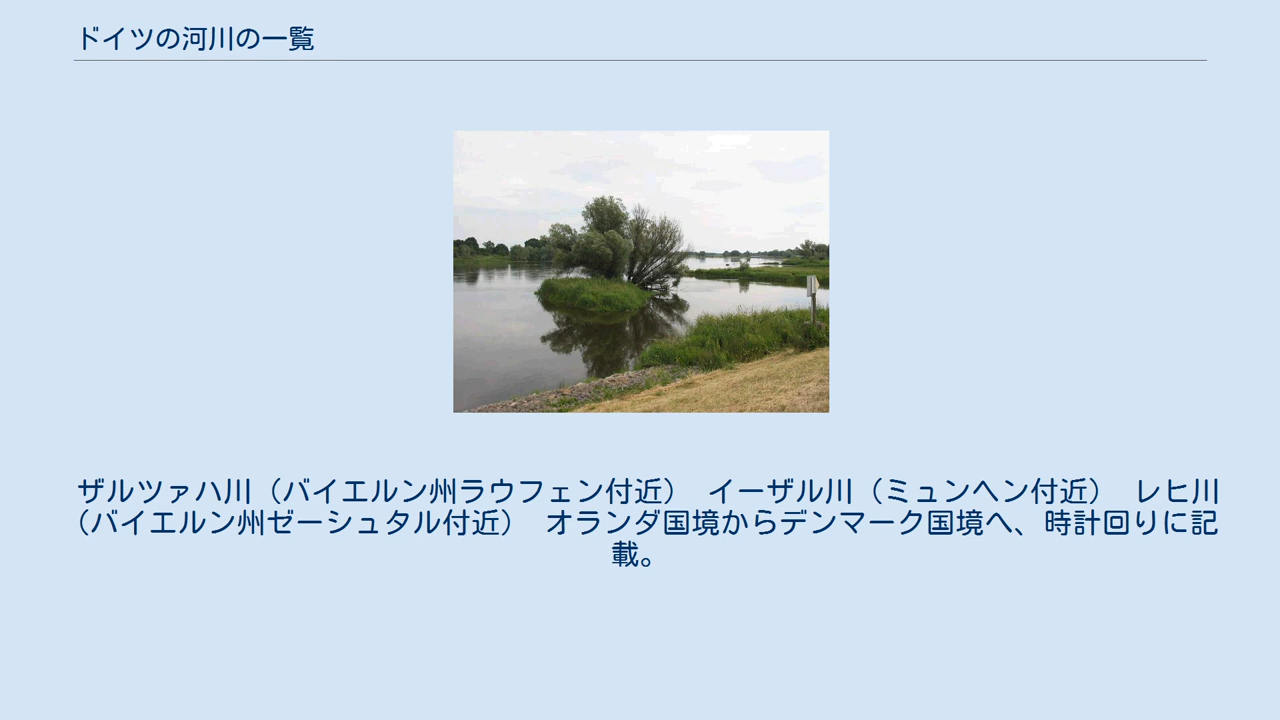 ドイツの河川の一覧
ザルツァハ川（バイエルン州ラウフェン付近）　イーザル川（ミュンヘン付近）　レヒ川
（バイエルン州ゼーシュタル付近）　オランダ国境からデンマーク国境へ、時計回りに記
載。